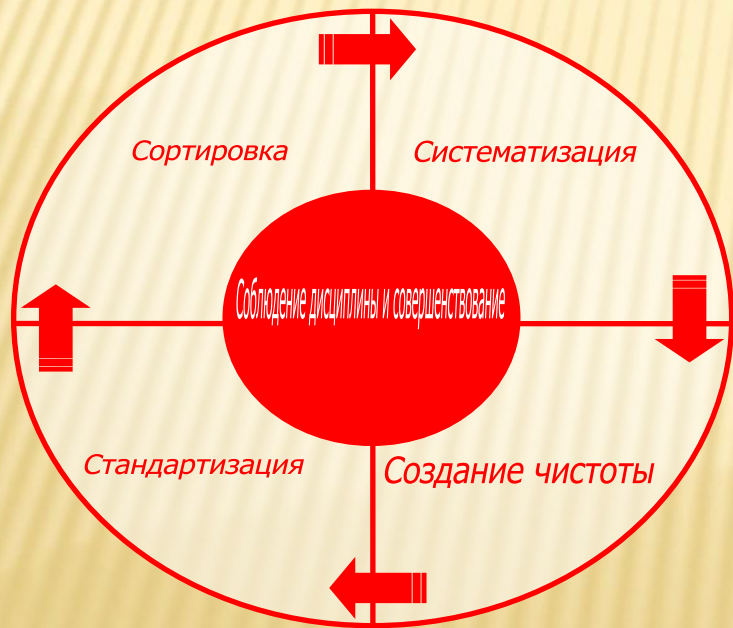 Сортировка
Систематизация
Соблюдение дисциплины и совершенствование
Стандартизация
Создание чистоты